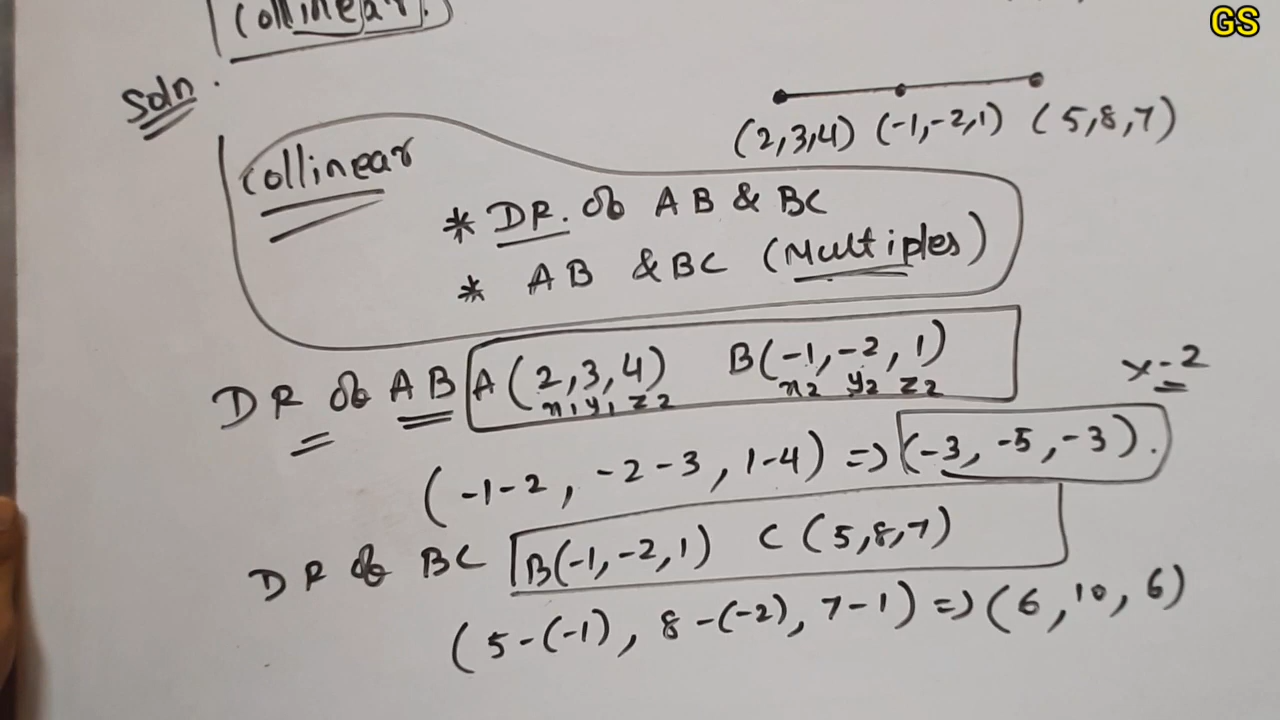 GS
Collinear.
Soln.
(2,3,4) (-1,-2,1) (5,8,7)
Collinear
* DR. of AB & BC
* AB & BC (Multiples)
DR of AB A(2,3,4) B(-1,-2,1)
x1 y1 z2 x2 y2 z2
x-2
(-1-2, -2-3, 1-4) => (-3, -5, -3).
DR of BC B(-1,-2,1) C(5,8,7)
(5-(-1), 8-(-2), 7-1) => (6, 10, 6)